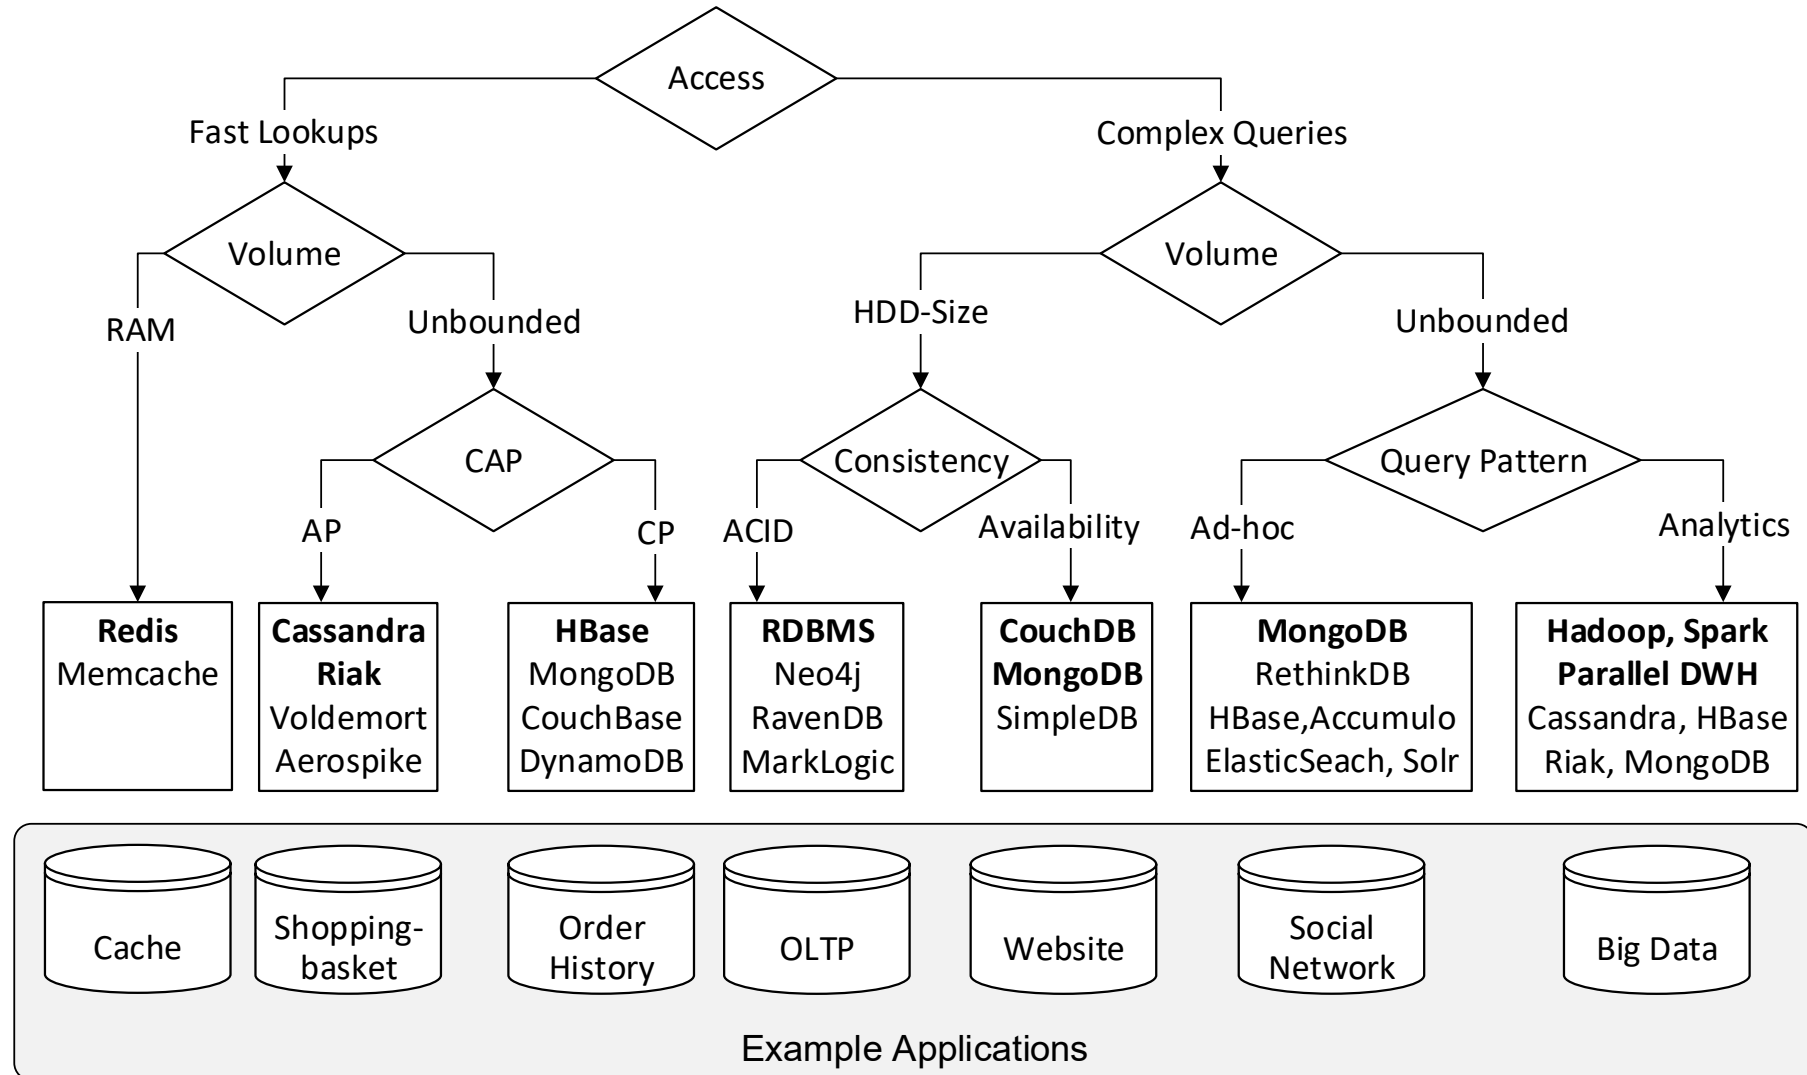 Access
Fast Lookups
Complex Queries
Volume
Volume
RAM
Unbounded
HDD-Size
Unbounded
CAP
Consistency
Query Pattern
AP
CP
ACID
Availability
Ad-hoc
Analytics
Redis
Memcache
Cassandra
Riak
Voldemort
Aerospike
HBase
MongoDB
CouchBase
DynamoDB
RDBMS
Neo4j
RavenDB
MarkLogic
CouchDB
MongoDB
SimpleDB
MongoDB
RethinkDB
HBase,Accumulo
ElasticSeach, Solr
Hadoop, Spark
Parallel DWH
Cassandra, HBase
Riak, MongoDB
Cache
Shopping-
basket
Order
History
OLTP
Website
Social
Network
Big Data
Example Applications